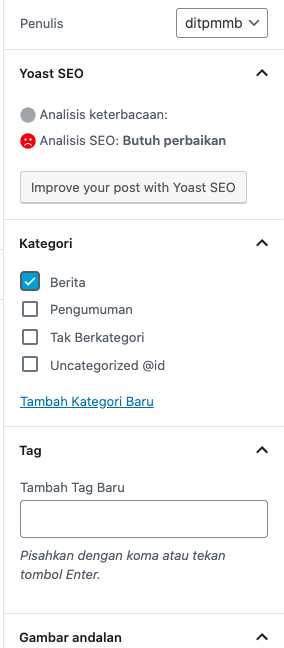 Penulis
ditpmmb
Yoast SEO
Analisis keterbacaan:
Analisis SEO: Butuh perbaikan
Improve your post with Yoast SEO
Kategori
Berita
Pengumuman
Tak Berkategori
Uncategorized @id
Tambah Kategori Baru
Tag
Tambah Tag Baru
Pisahkan dengan koma atau tekan
tombol Enter.
Gambar andalan